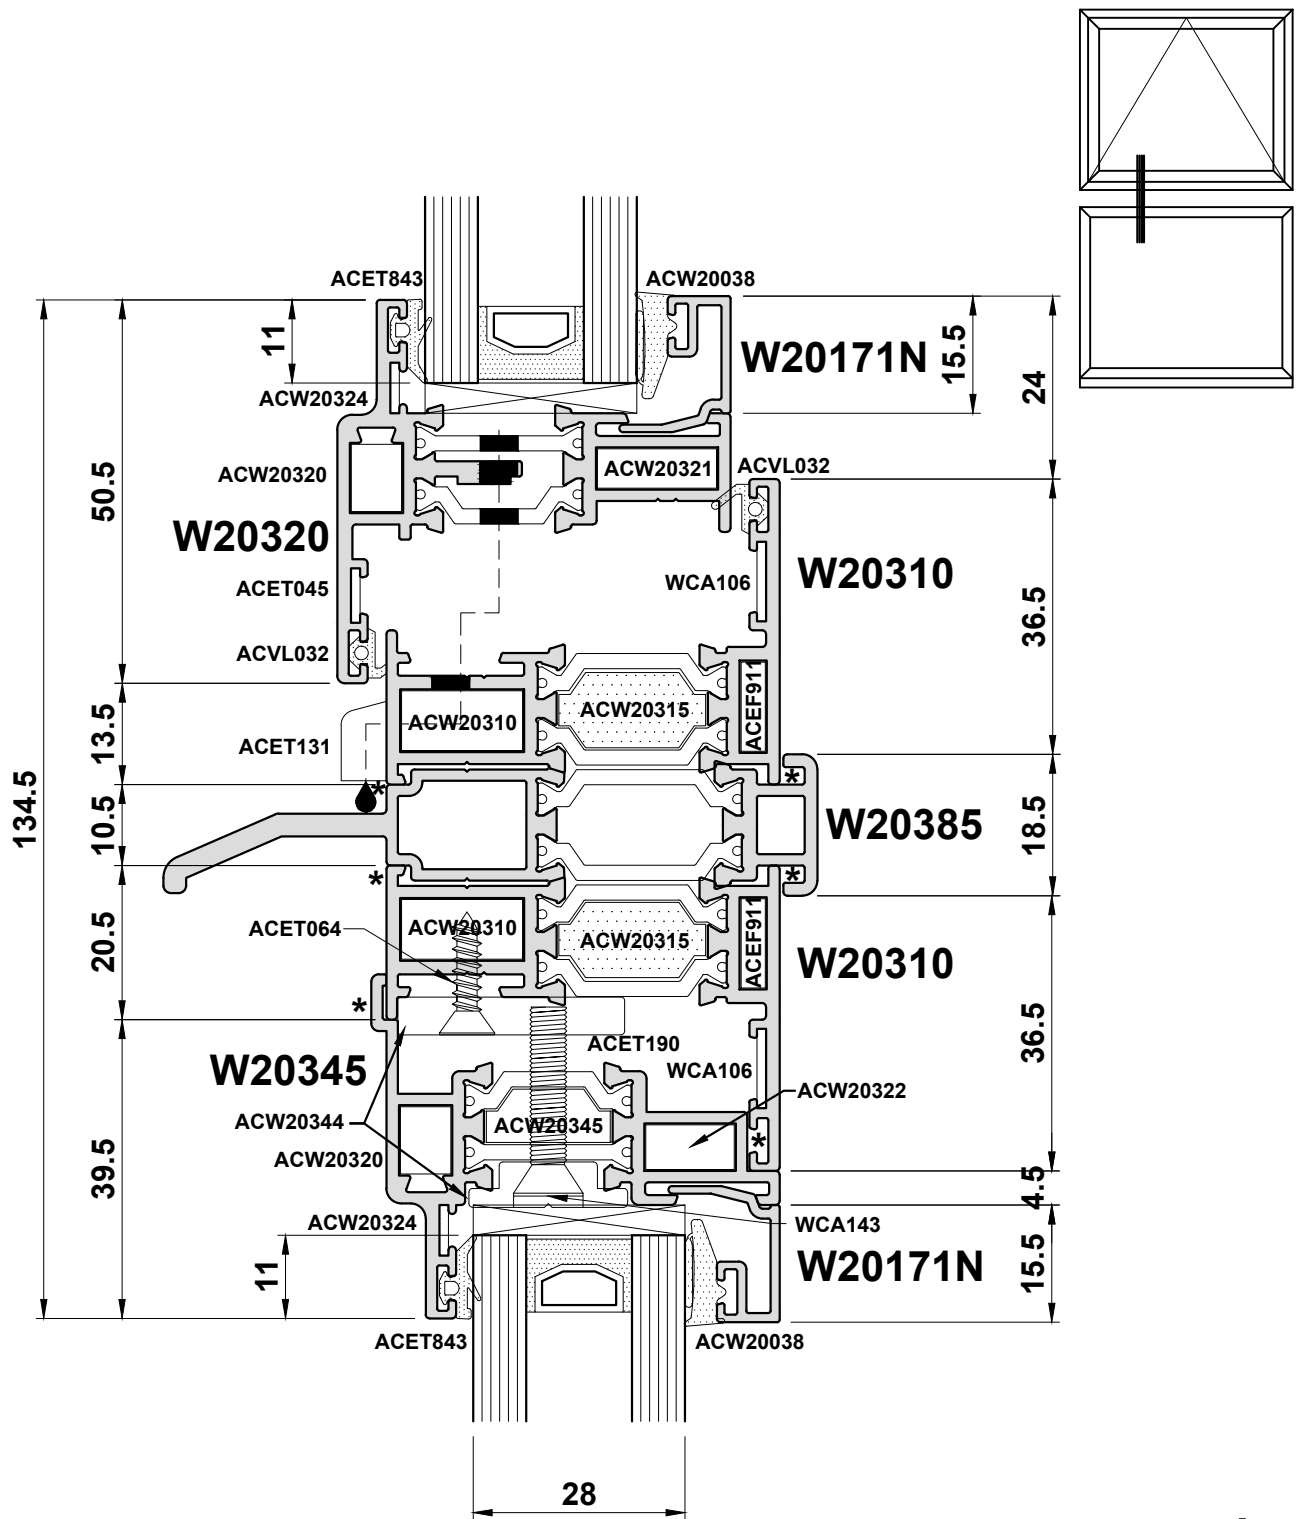 ACET843
ACW20038
11
W20171N
15.5
24
ACW20324
ACW20320
ACW20321
ACVL032
50.5
W20320
ACET045
WCA106
W20310
36.5
ACVL032
ACW20310
ACW20315
ACEF911
13.5
ACET131
134.5
*
*
10.5
W20385
18.5
*
*
ACET064
ACW20310
ACW20315
ACEF911
20.5
W20310
*
ACET190
W20345
WCA106
36.5
ACW20322
ACW20344
ACW20345
*
ACW20320
39.5
4.5
ACW20324
WCA143
11
W20171N
15.5
ACET843
ACW20038
28